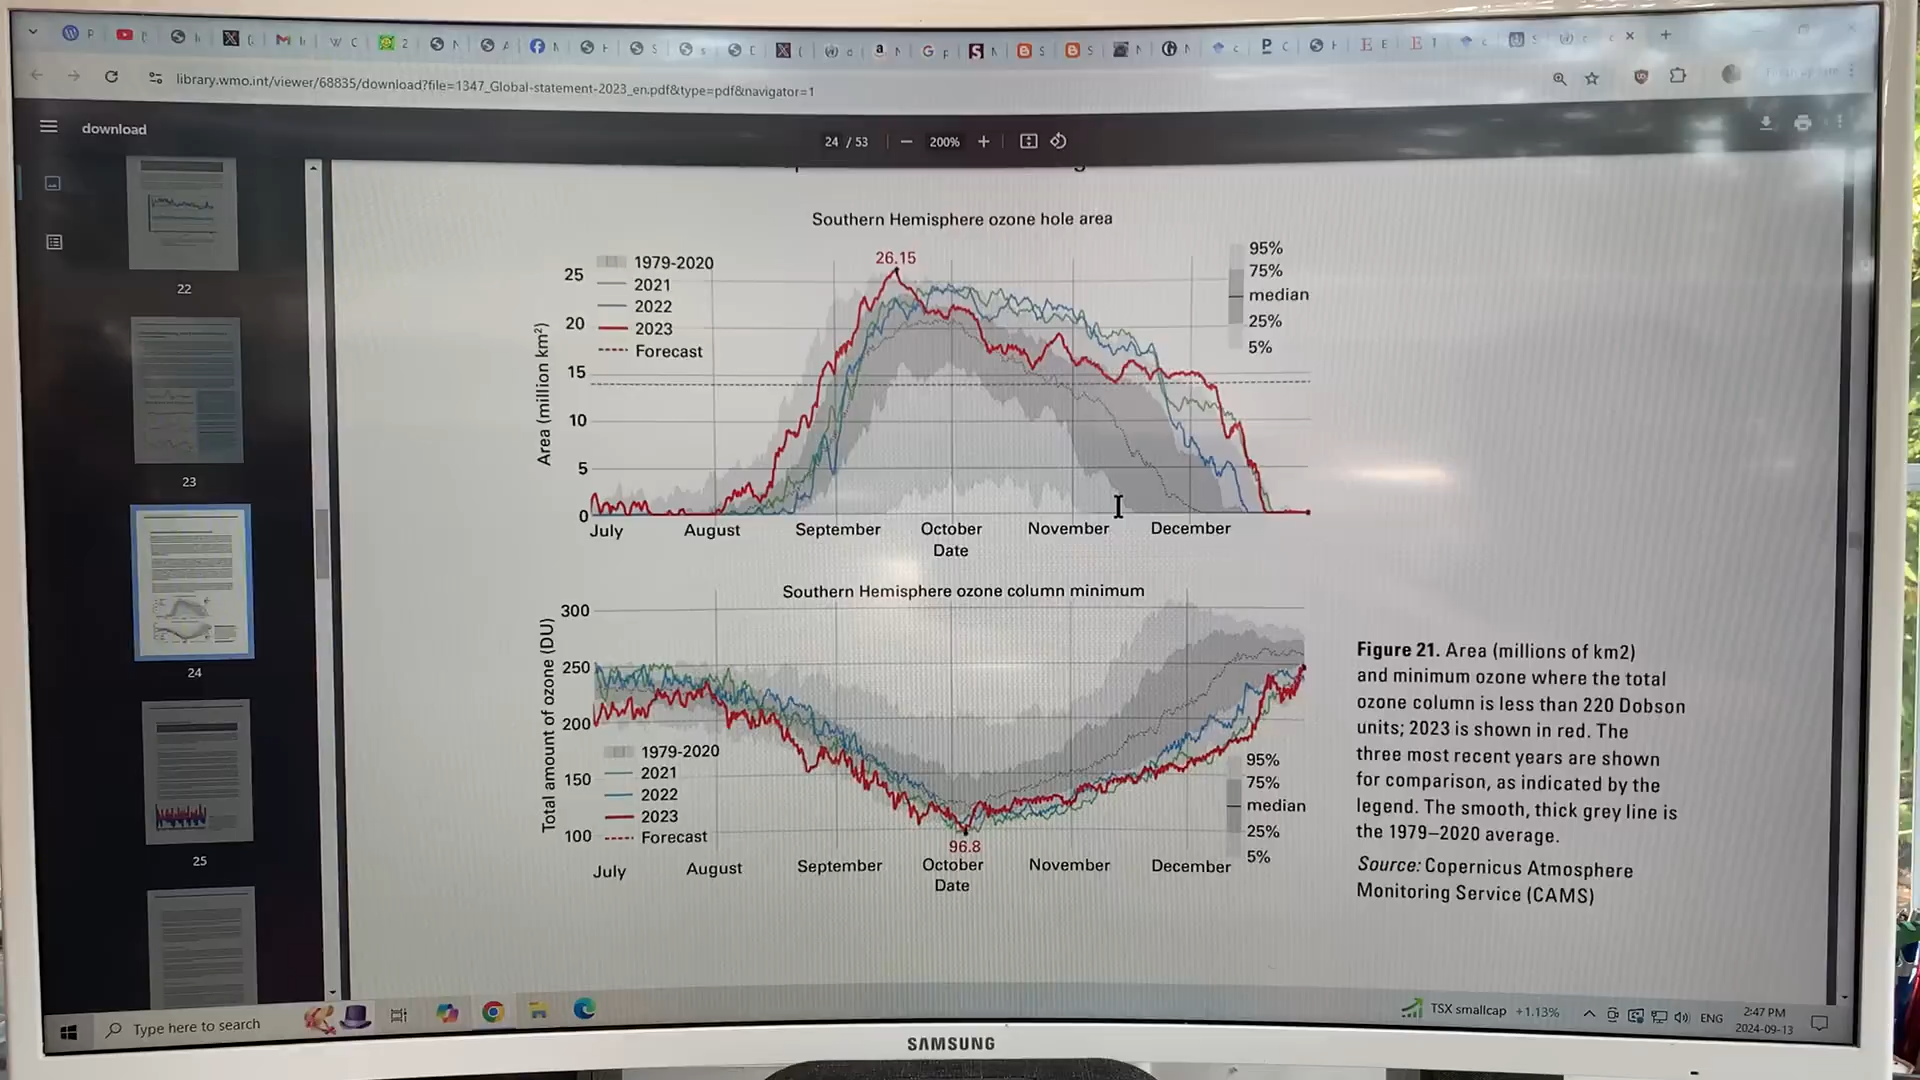 library.wmo.int/viewer/68835/download?file=1347_Global-statement-2023_en.pdf&type=pdf&navigator=1
download
24 / 53
200%
22
23
24
25
Southern Hemisphere ozone hole area
26.15
1979-2020
2021
2022
2023
Forecast
95%
75%
median
25%
5%
Area (million km²)
25
20
15
10
5
0
July
August
September
October
November
December
Date
Southern Hemisphere ozone column minimum
Total amount of ozone (DU)
300
250
200
150
100
1979-2020
2021
2022
2023
Forecast
95%
75%
median
25%
5%
96.8
July
August
September
October
November
December
Date
Figure 21. Area (millions of km2)
and minimum ozone where the total
ozone column is less than 220 Dobson
units; 2023 is shown in red. The
three most recent years are shown
for comparison, as indicated by the
legend. The smooth, thick grey line is
the 1979–2020 average.
Source: Copernicus Atmosphere
Monitoring Service (CAMS)
Type here to search
TSX smallcap +1.13%
ENG
2:47 PM
2024-09-13
SAMSUNG